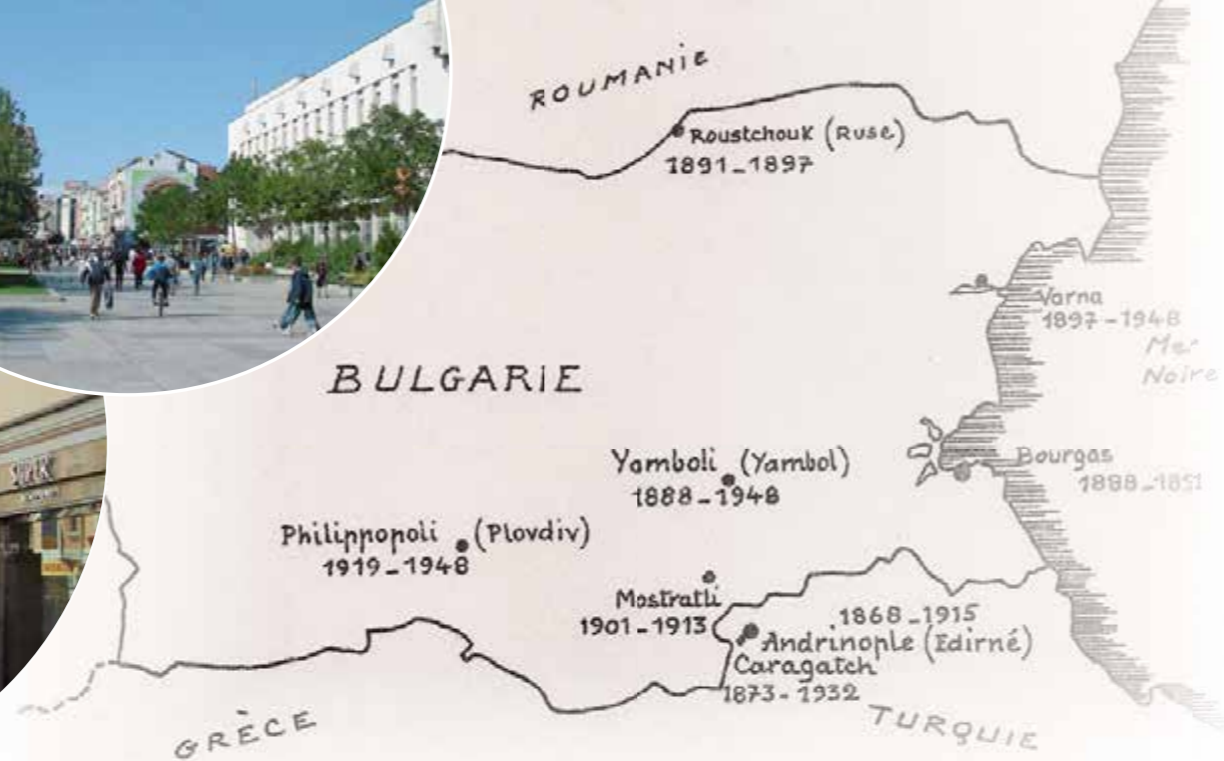 ROUMANIE
Roustchouk (Ruse)
1891-1897
Varna
1897-1948
Mer
Noire
BULGARIE
Yamboli (Yambol)
1888-1948
Bourgas
1888-1851
Philippopoli (Plovdiv)
1919-1948
Mostratli
1901-1913
1868-1915
Andrinople (Edirné)
Caragatch
1873-1932
GRÈCE
TURQUIE